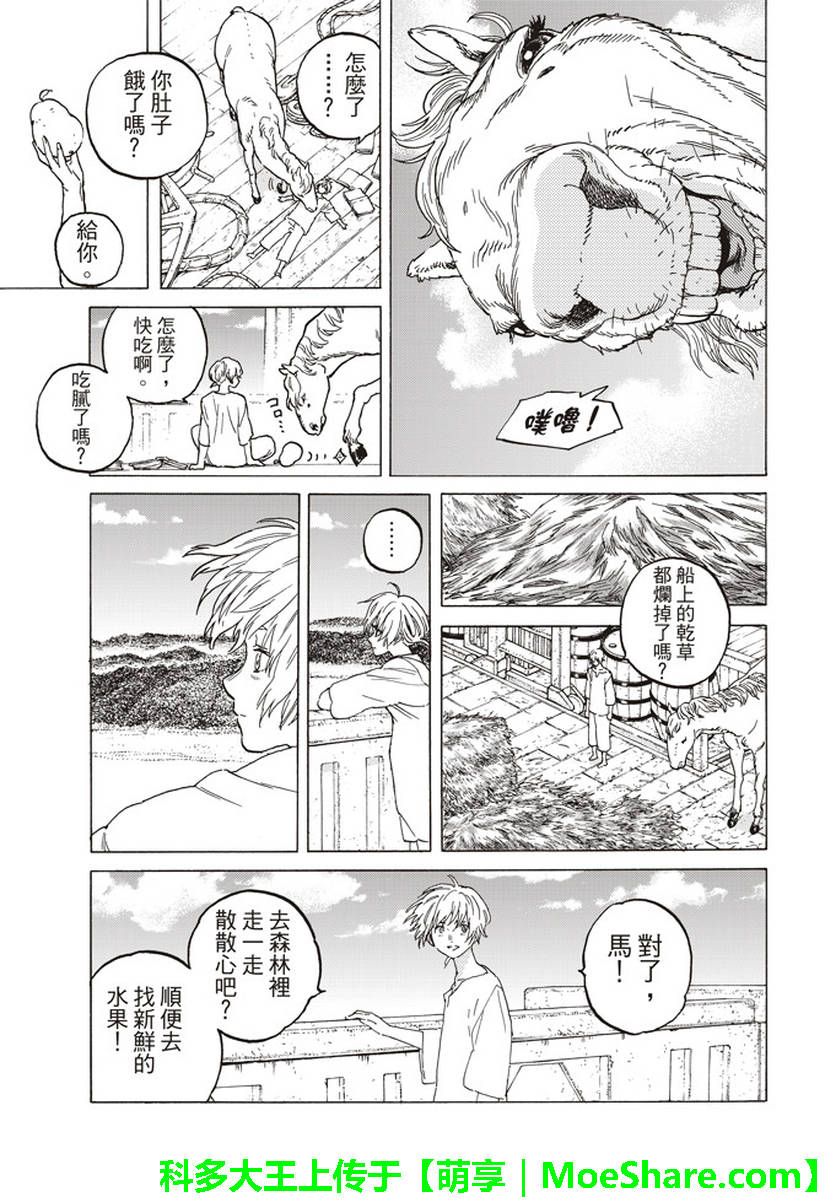 噗嚕！
怎麼了
⋯⋯？
你肚子
餓了嗎？
給你。
怎麼了，
快吃啊。
吃膩了嗎？
コロ…
船上的乾草
都爛掉了嗎？
⋯⋯
對了，
馬！
去森林裡
走一走
散散心吧？
順便去
找新鮮的
水果！
科多大王上传于【萌享 | MoeShare.com】